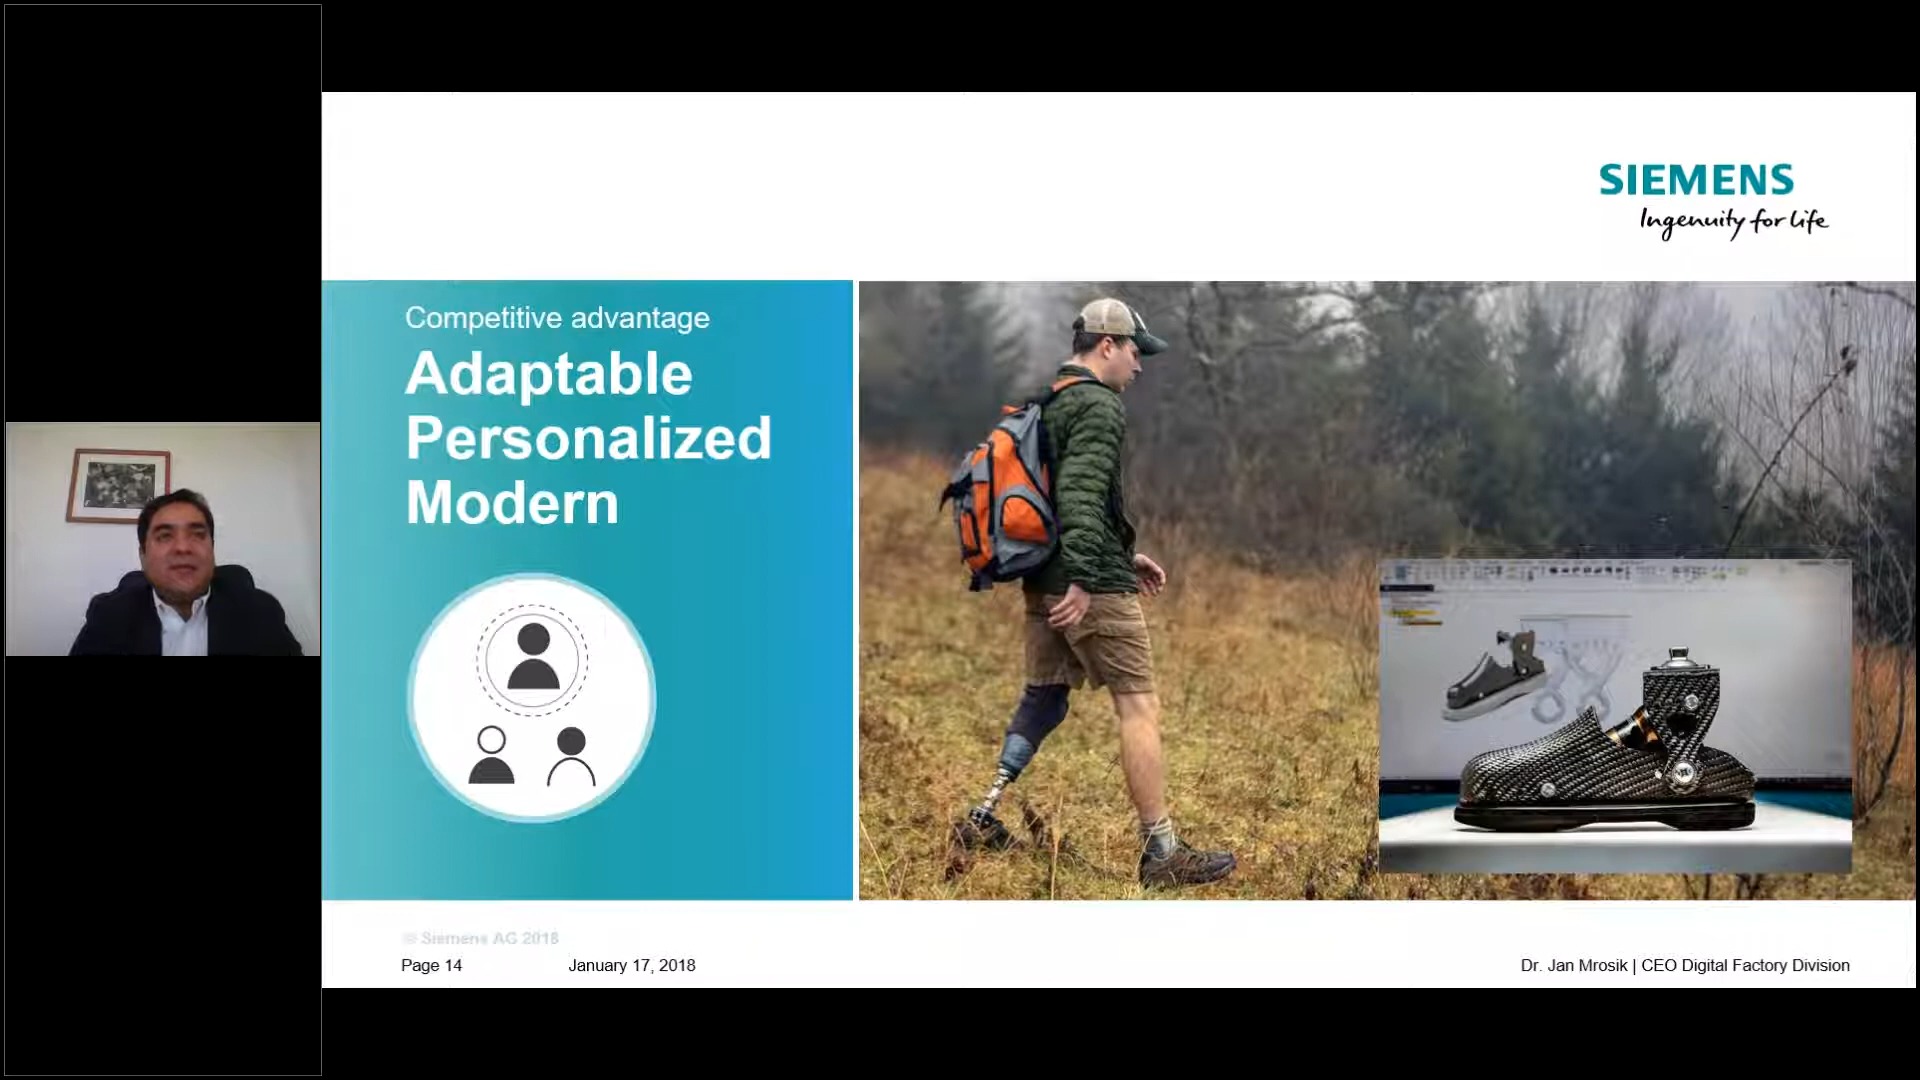 SIEMENS
Ingenuity for life
Competitive advantage
Adaptable
Personalized
Modern
© Siemens AG 2018
Page 14
January 17, 2018
Dr. Jan Mrosik | CEO Digital Factory Division